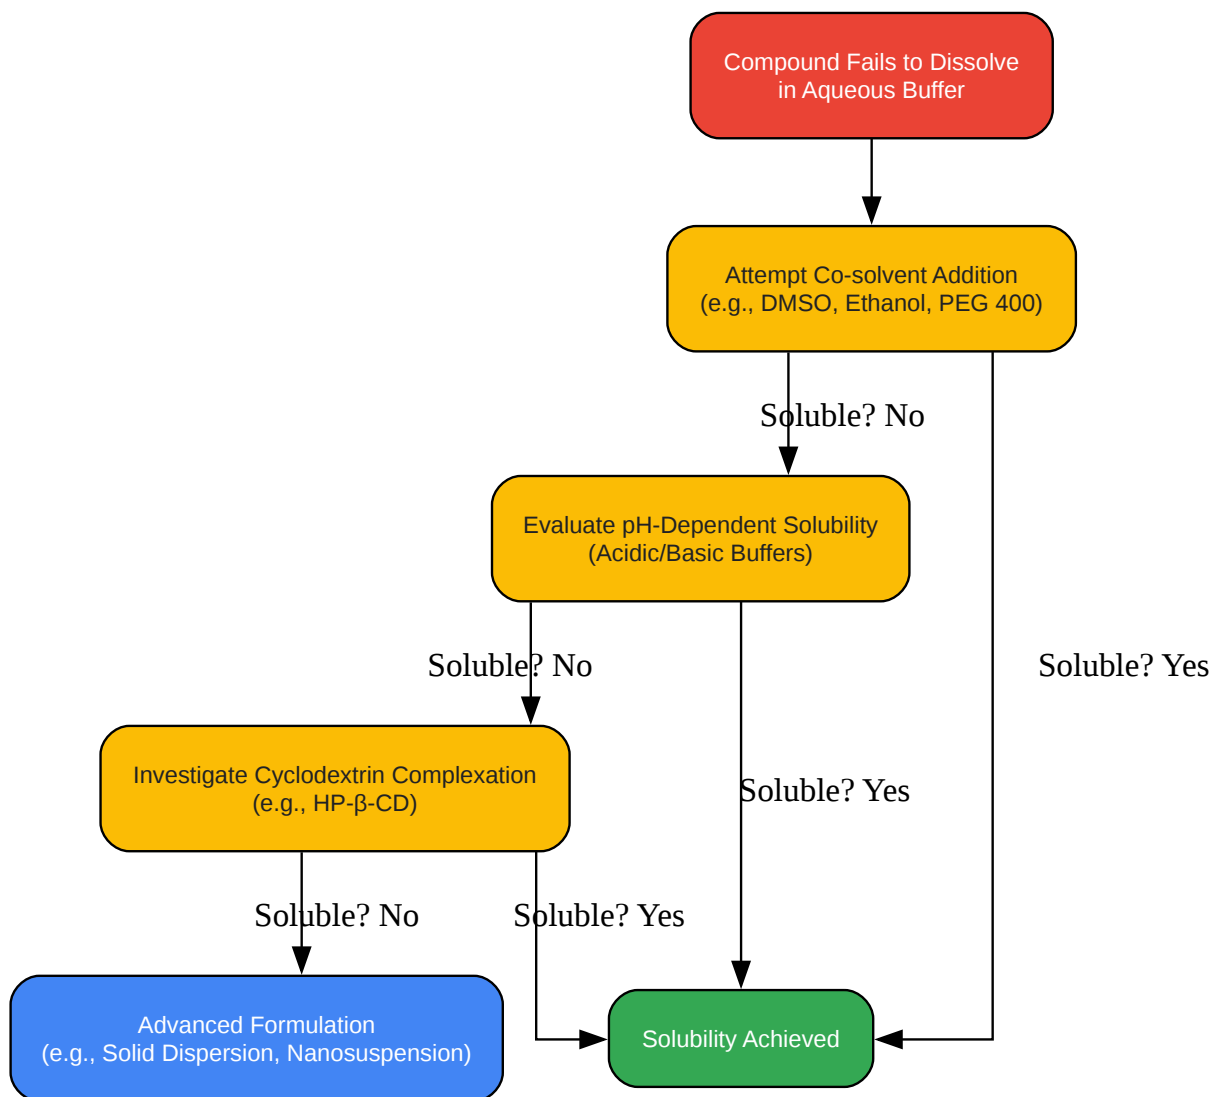 Compound Fails to Dissolve
in Aqueous Buffer
Attempt Co-solvent Addition
(e.g., DMSO, Ethanol, PEG 400)
Soluble? No
Evaluate pH-Dependent Solubility
(Acidic/Basic Buffers)
Soluble? No
Soluble? Yes
Investigate Cyclodextrin Complexation
(e.g., HP-β-CD)
Soluble? Yes
Soluble? No
Soluble? Yes
Advanced Formulation
(e.g., Solid Dispersion, Nanosuspension)
Solubility Achieved